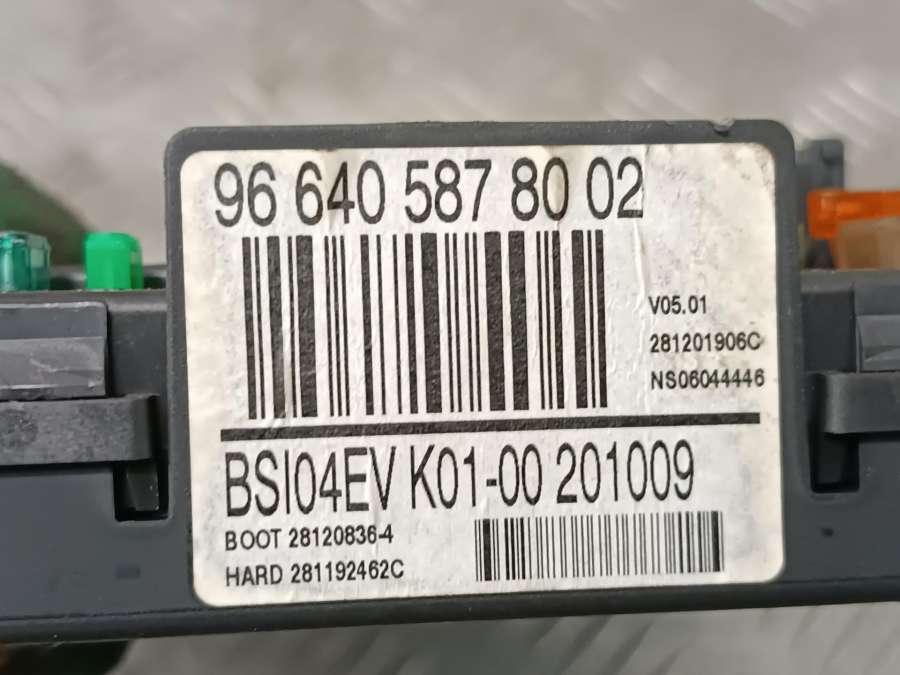 96 640 587 80 02
V05.01
281201906C
NS06044446
BSI04EV K01-00 201009
BOOT 28120836-4
HARD 281192462C